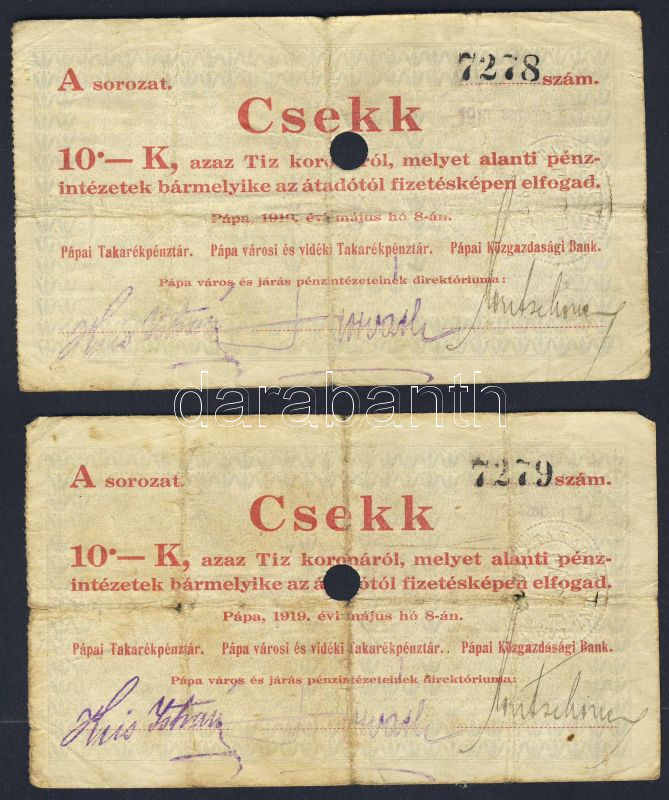 A sorozat. 7278 szám.
Csekk
10·— K, azaz Tiz koronáról, melyet alanti pénz-
intézetek bármelyike az átadótól fizetésképen elfogad.
Pápa, 1919. évi május hó 8-án.
Pápai Takarékpénztár. Pápa városi és vidéki Takarékpénztár. Pápai Közgazdasági Bank.
Pápa város és járás pénzintézeteinek direktóriuma:
Kis István
darabanth
A sorozat. 7279 szám.
Csekk
10·— K, azaz Tiz koronáról, melyet alanti pénz-
intézetek bármelyike az átadótól fizetésképen elfogad.
Pápa, 1919. évi május hó 8-án.
Pápai Takarékpénztár. Pápa városi és vidéki Takarékpénztár. Pápai Közgazdasági Bank.
Pápa város és járás pénzintézeteinek direktóriuma:
Kis István